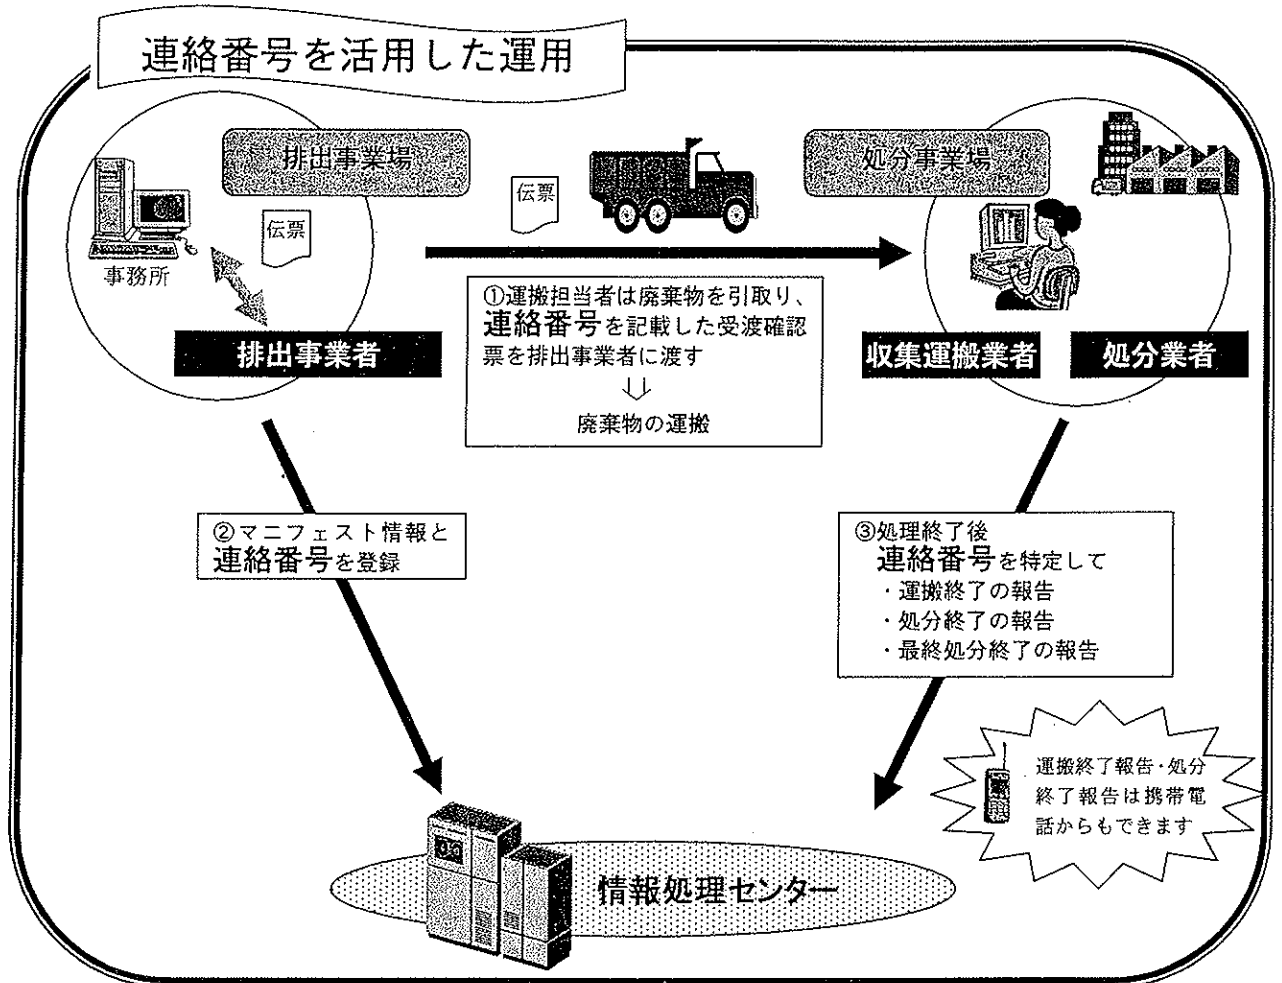 連絡番号を活用した運用
排出事業場
処分事業場
伝票
伝票
事務所
①運搬担当者は廃棄物を引取り、
連絡番号を記載した受渡確認
票を排出事業者に渡す
廃棄物の運搬
排出事業者
収集運搬業者
処分業者
②マニフェスト情報と
連絡番号を登録
③処理終了後
連絡番号を特定して
・運搬終了の報告
・処分終了の報告
・最終処分終了の報告
運搬終了報告・処分
終了報告は携帯電
話からもできます
情報処理センター